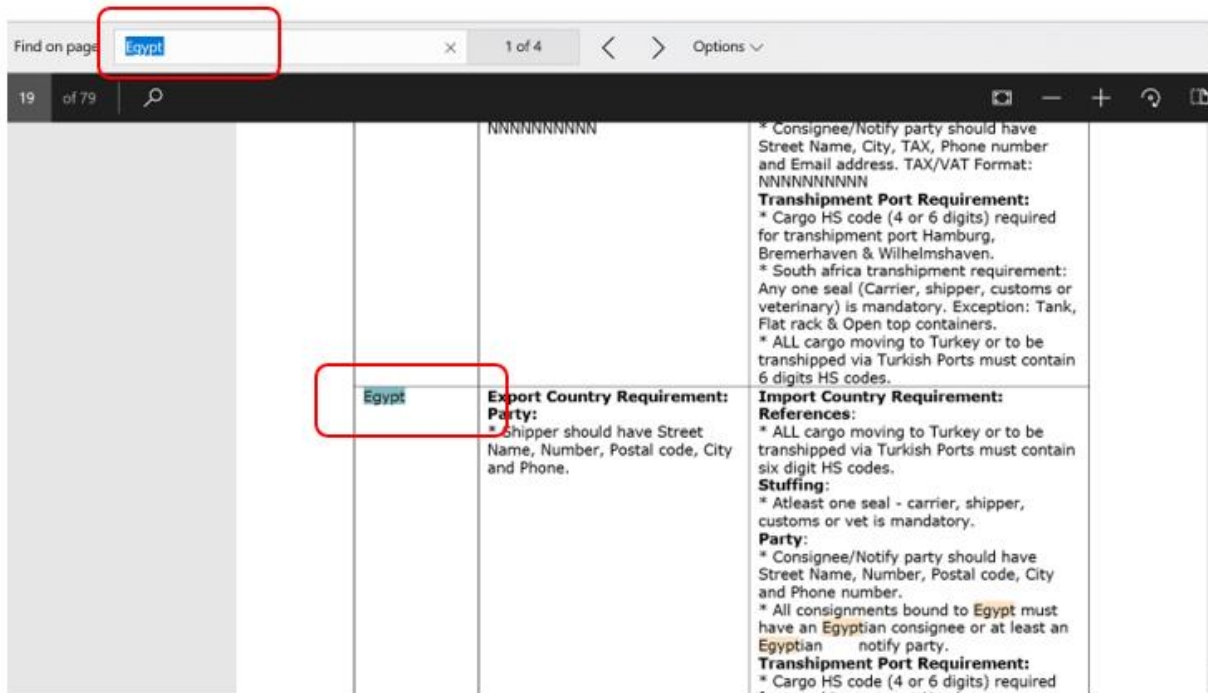 Find on page Egypt 1 of 4 Options
19 of 79
NNNNNNNNNN
* Consignee/Notify party should have
Street Name, City, TAX, Phone number
and Email address. TAX/VAT Format:
NNNNNNNNNN
Transhipment Port Requirement:
* Cargo HS code (4 or 6 digits) required
for transhipment port Hamburg,
Bremerhaven & Wilhelmshaven.
* South africa transhipment requirement:
Any one seal (Carrier, shipper, customs or
veterinary) is mandatory. Exception: Tank,
Flat rack & Open top containers.
* ALL cargo moving to Turkey or to be
transhipped via Turkish Ports must contain
6 digits HS codes.
Egypt
Export Country Requirement:
Party:
* Shipper should have Street
Name, Number, Postal code, City
and Phone.
Import Country Requirement:
References:
* ALL cargo moving to Turkey or to be
transhipped via Turkish Ports must contain
six digit HS codes.
Stuffing:
* Atleast one seal - carrier, shipper,
customs or vet is mandatory.
Party:
* Consignee/Notify party should have
Street Name, Number, Postal code, City
and Phone number.
* All consignments bound to Egypt must
have an Egyptian consignee or at least an
Egyptian notify party.
Transhipment Port Requirement:
* Cargo HS code (4 or 6 digits) required